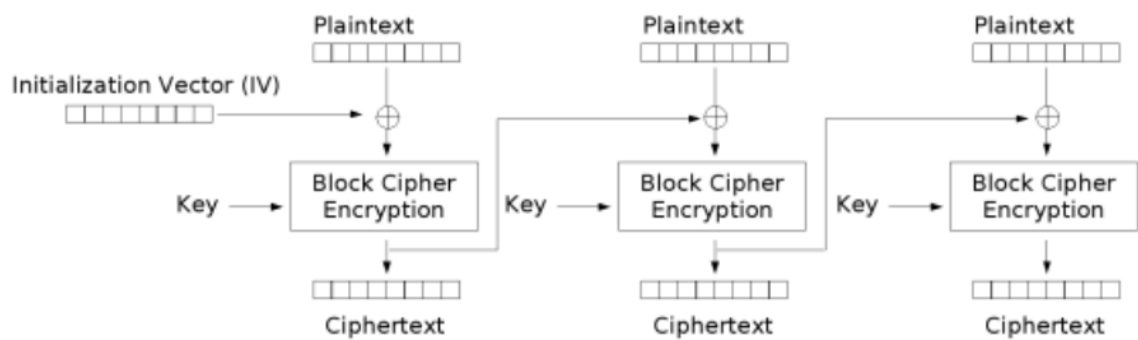 Plaintext
Plaintext
Plaintext
Initialization Vector (IV)
Key
Block Cipher
Encryption
Key
Block Cipher
Encryption
Key
Block Cipher
Encryption
Ciphertext
Ciphertext
Ciphertext